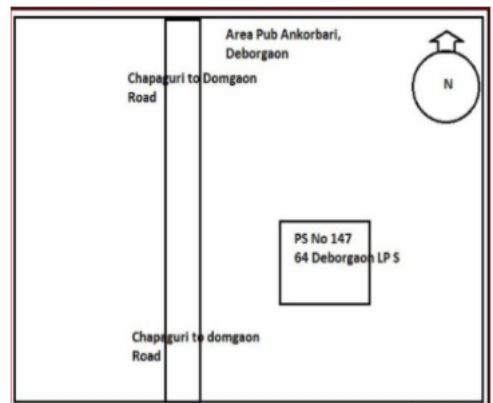 Area Pub Ankorbari,
Deborgaon
Chapaguri to Domgaon
Road
N
PS No 147
64 Deborgaon LP S
Chapaguri to domgaon
Road